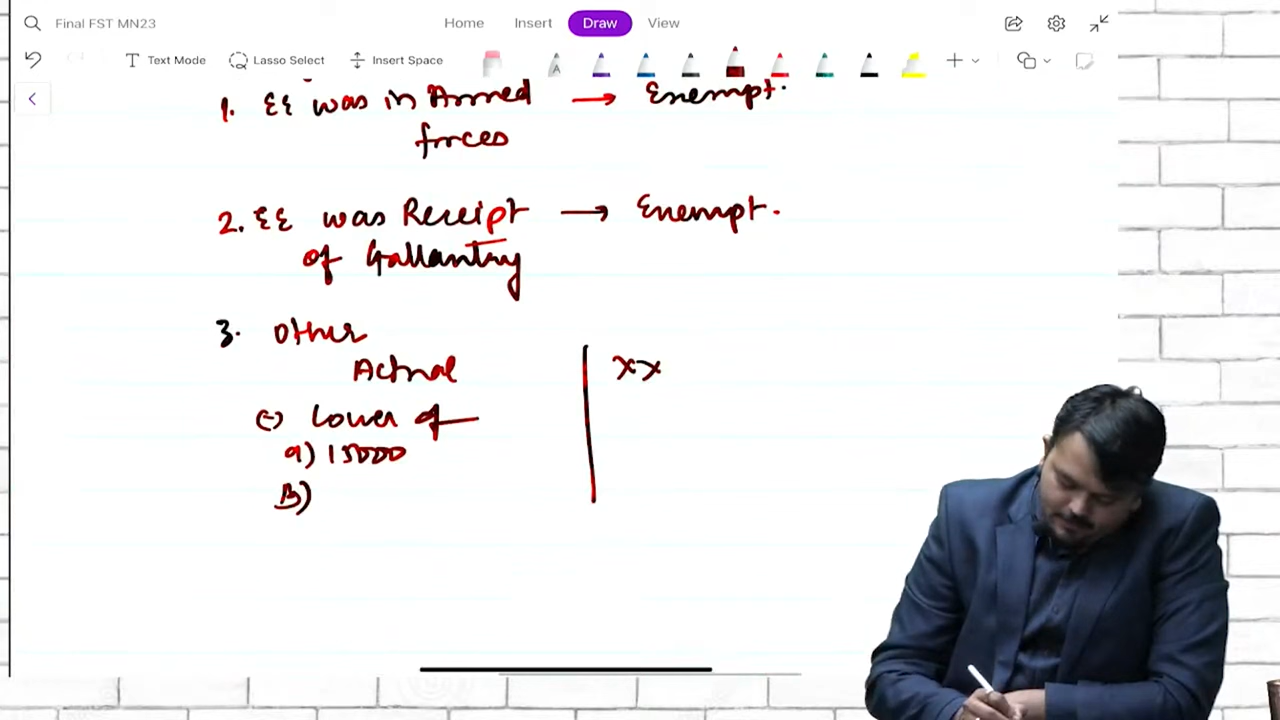 Final FST MN23
Home Insert Draw View
Text Mode Lasso Select Insert Space
1. EE was in Armed → Exempt.
forces
2. EE was Receipt → Exempt.
of Gallantry
3. Other
Actual xx
(-) Lower of
a) 15000
B)